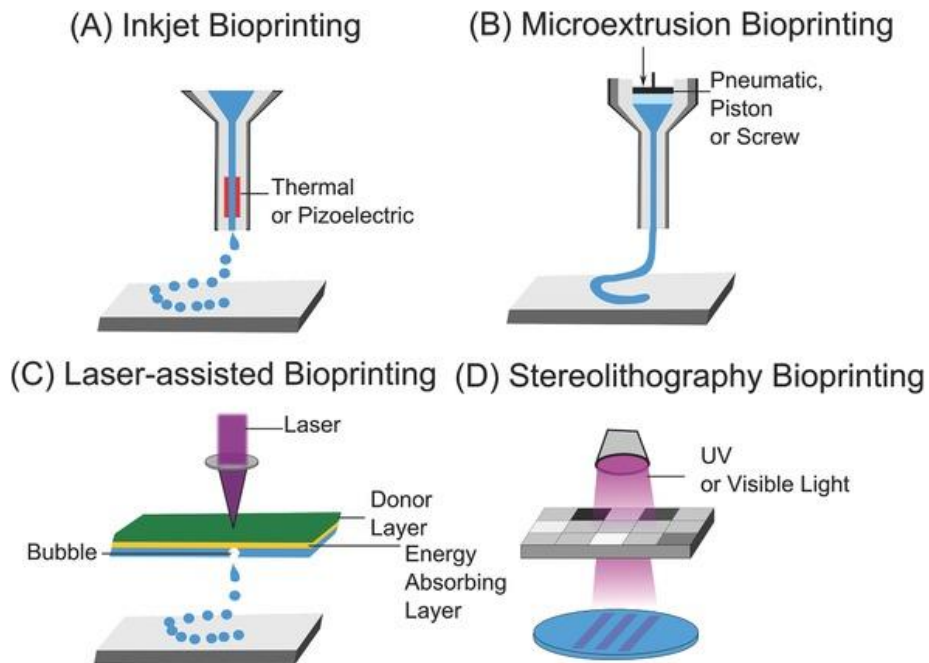 (A) Inkjet Bioprinting
Thermal
or Pizoelectric
(B) Microextrusion Bioprinting
Pneumatic,
Piston
or Screw
(C) Laser-assisted Bioprinting
Laser
Donor
Layer
Bubble
Energy
Absorbing
Layer
(D) Stereolithography Bioprinting
UV
or Visible Light